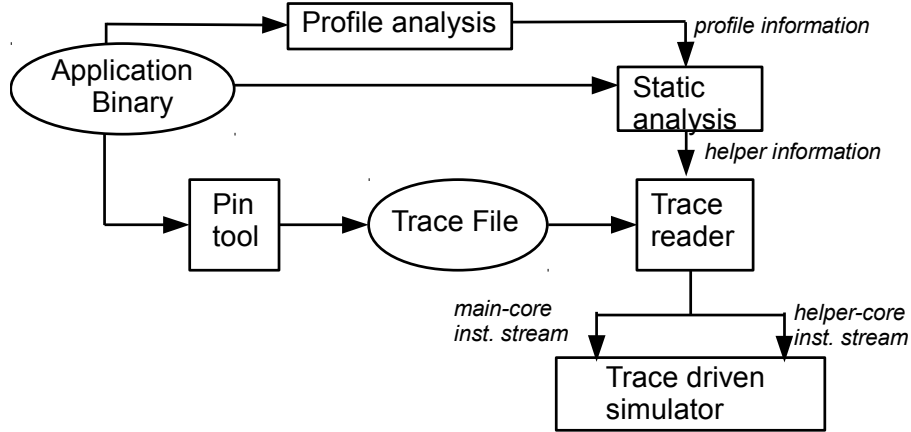 Profile analysis
profile information
Application
Binary
Static
analysis
helper information
Pin
tool
Trace File
Trace
reader
main-core
inst. stream
helper-core
inst. stream
Trace driven
simulator